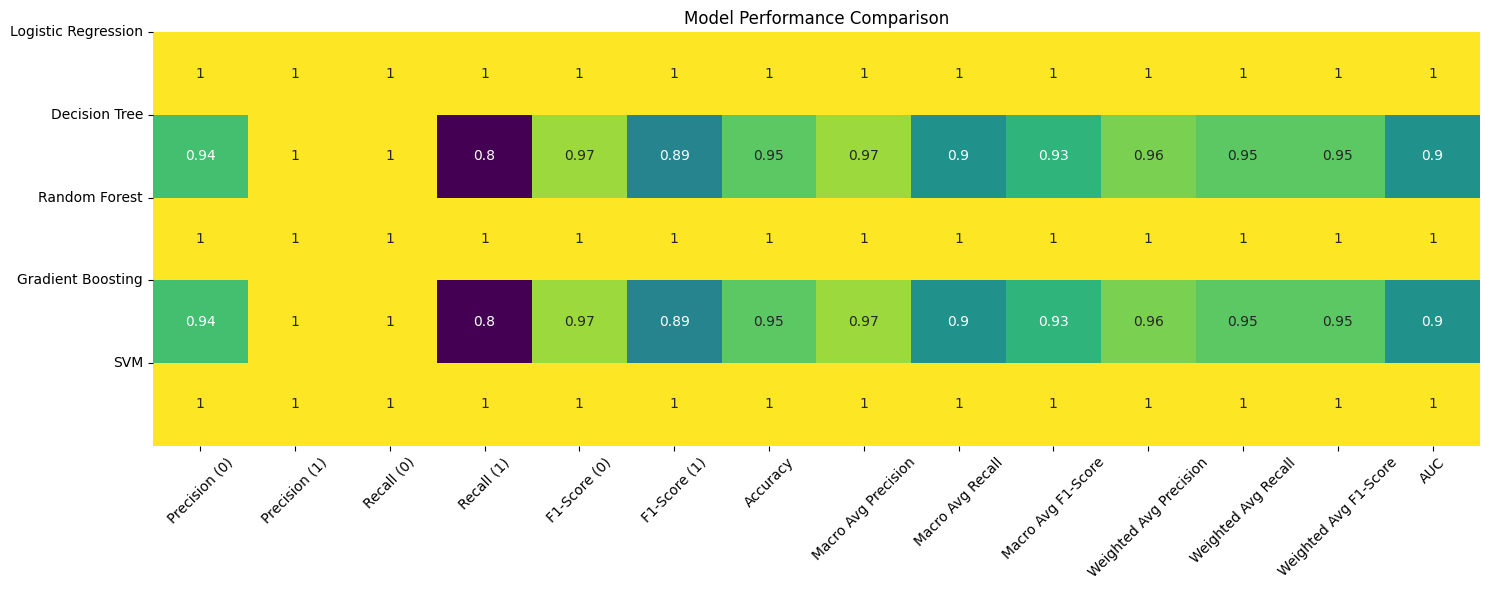 Model Performance Comparison
Logistic Regression
1 1 1 1 1 1 1 1 1 1 1 1 1 1
Decision Tree
0.94 1 1 0.8 0.97 0.89 0.95 0.97 0.9 0.93 0.96 0.95 0.95 0.9
Random Forest
1 1 1 1 1 1 1 1 1 1 1 1 1 1
Gradient Boosting
0.94 1 1 0.8 0.97 0.89 0.95 0.97 0.9 0.93 0.96 0.95 0.95 0.9
SVM
1 1 1 1 1 1 1 1 1 1 1 1 1 1
Precision (0)
Precision (1)
Recall (0)
Recall (1)
F1-Score (0)
F1-Score (1)
Accuracy
Macro Avg Precision
Macro Avg Recall
Macro Avg F1-Score
Weighted Avg Precision
Weighted Avg Recall
Weighted Avg F1-Score
AUC